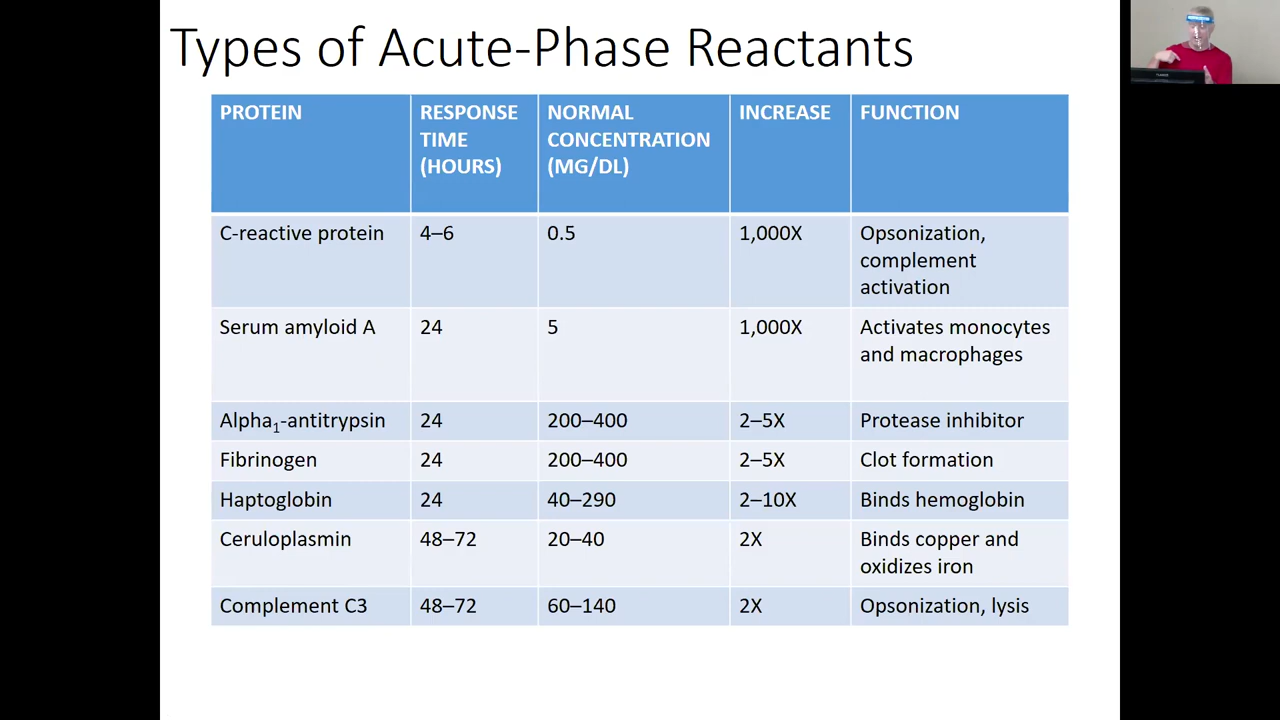 Types of Acute-Phase Reactants
PROTEIN
RESPONSE
TIME
(HOURS)
NORMAL
CONCENTRATION
(MG/DL)
INCREASE
FUNCTION
C-reactive protein
4–6
0.5
1,000X
Opsonization,
complement
activation
Serum amyloid A
24
5
1,000X
Activates monocytes
and macrophages
Alpha₁-antitrypsin
24
200–400
2–5X
Protease inhibitor
Fibrinogen
24
200–400
2–5X
Clot formation
Haptoglobin
24
40–290
2–10X
Binds hemoglobin
Ceruloplasmin
48–72
20–40
2X
Binds copper and
oxidizes iron
Complement C3
48–72
60–140
2X
Opsonization, lysis